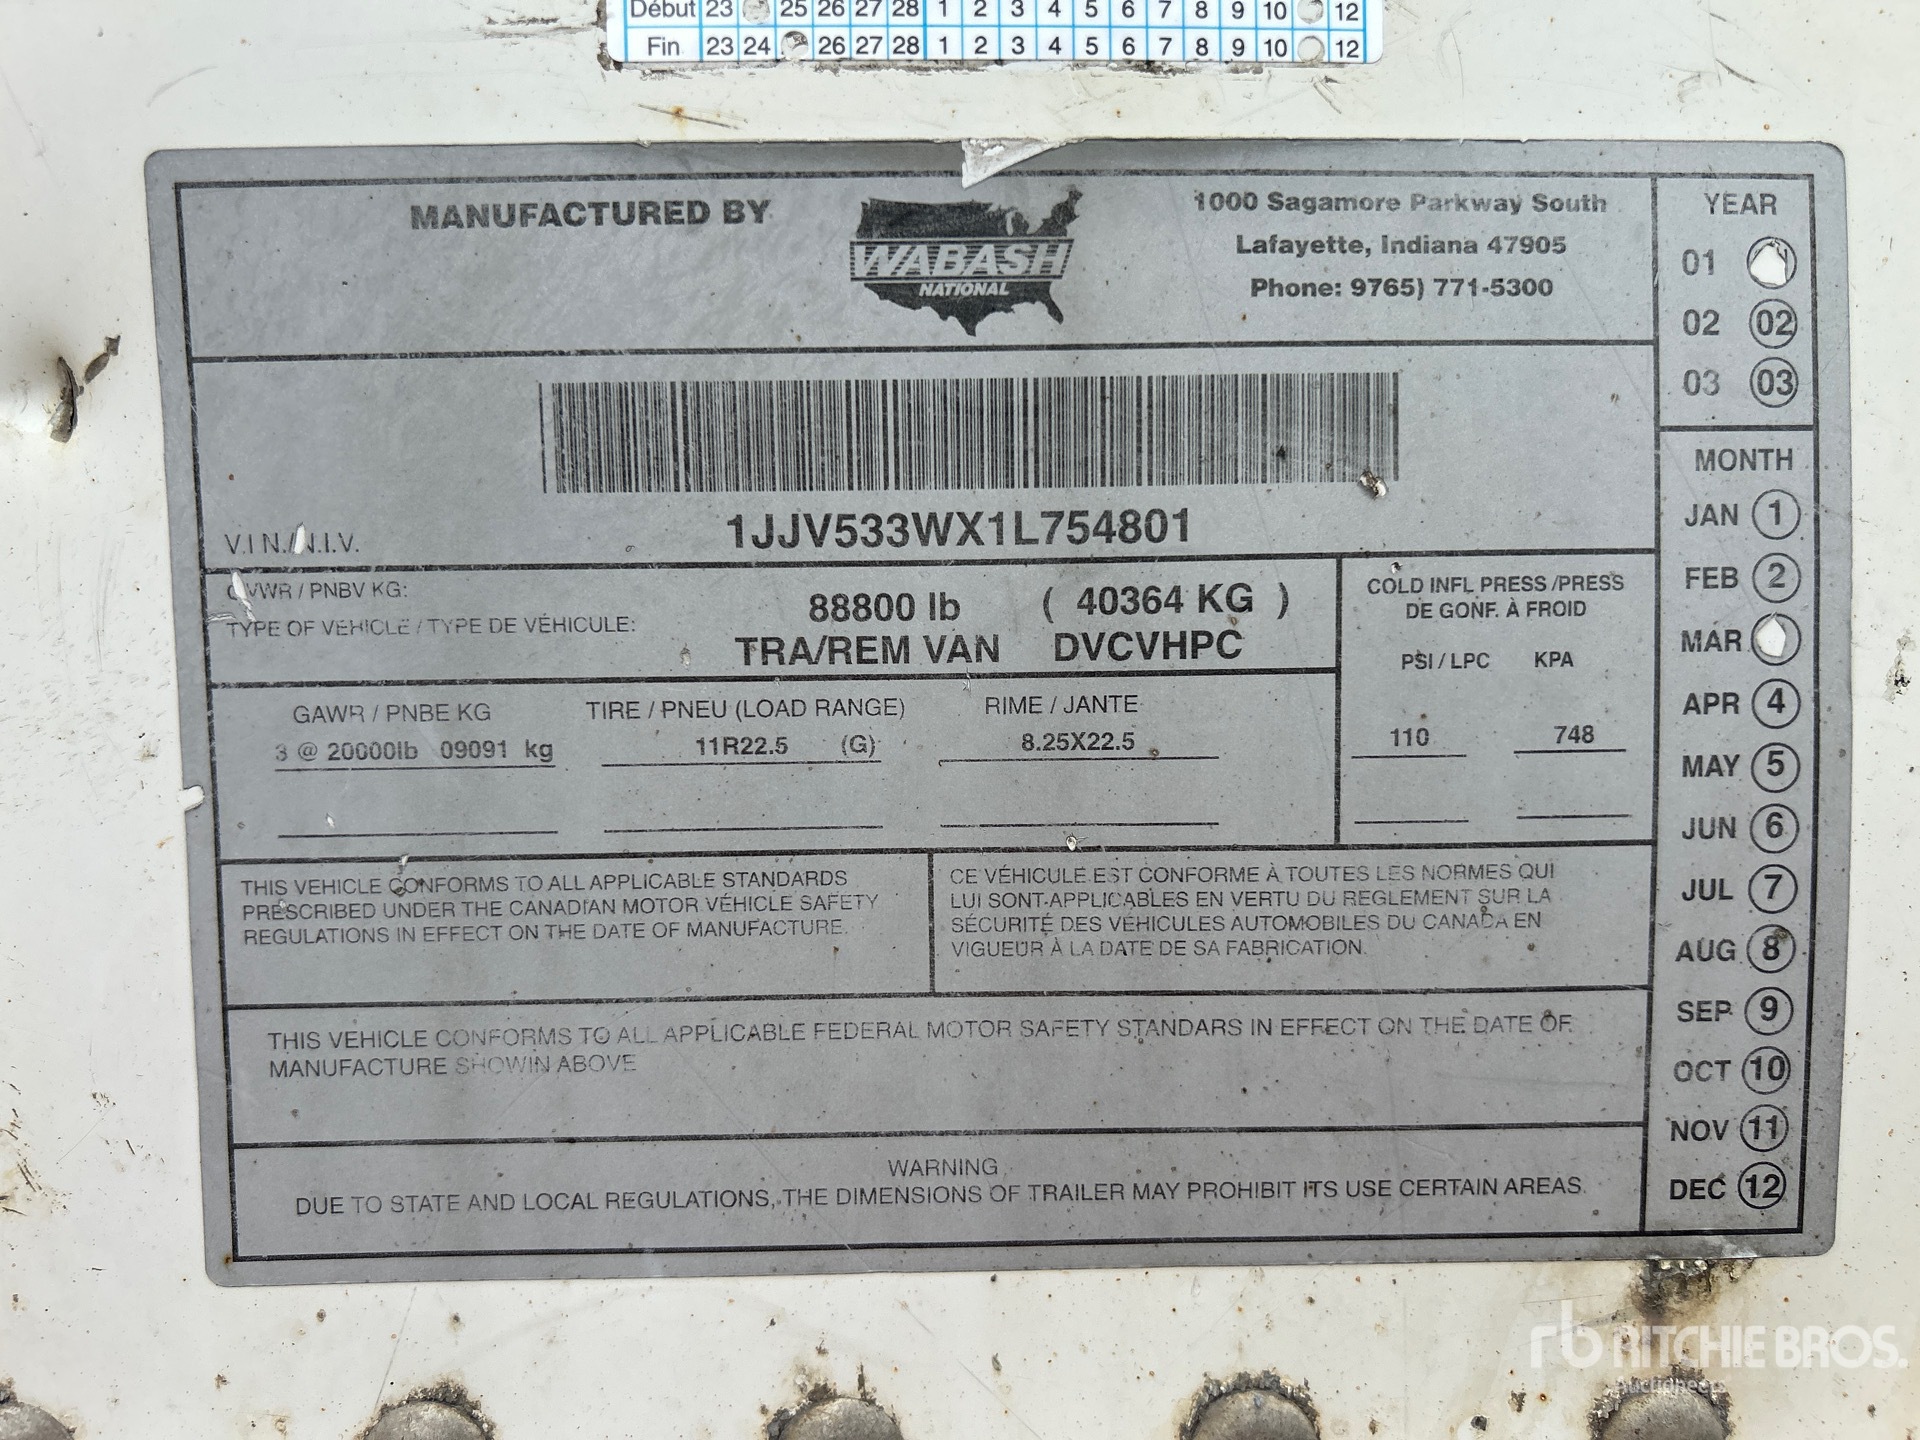 Début 23 25 26 27 28 1 2 3 4 5 6 7 8 9 10 12
Fin 23 24 26 27 28 1 2 3 4 5 6 7 8 9 10 12
MANUFACTURED BY
WABASH
NATIONAL
1000 Sagamore Parkway South
Lafayette, Indiana 47905
Phone: 9765) 771-5300
V.I N./N.I.V.
1JJV533WX1L754801
GVWR / PNBV KG:
88800 lb ( 40364 KG )
TYPE OF VEHICLE / TYPE DE VÉHICULE:
TRA/REM VAN DVCVHPC
COLD INFL PRESS /PRESS
DE GONF. À FROID
PSI / LPC KPA
110 748
GAWR / PNBE KG TIRE / PNEU (LOAD RANGE) RIME / JANTE
3 @ 20000lb 09091 kg 11R22.5 (G) 8.25X22.5
THIS VEHICLE CONFORMS TO ALL APPLICABLE STANDARDS
PRESCRIBED UNDER THE CANADIAN MOTOR VEHICLE SAFETY
REGULATIONS IN EFFECT ON THE DATE OF MANUFACTURE.
CE VÉHICULE EST CONFORME À TOUTES LES NORMES QUI
LUI SONT APPLICABLES EN VERTU DU REGLEMENT SUR LA
SÉCURITÉ DES VÉHICULES AUTOMOBILES DU CANADA EN
VIGUEUR À LA DATE DE SA FABRICATION.
THIS VEHICLE CONFORMS TO ALL APPLICABLE FEDERAL MOTOR SAFETY STANDARS IN EFFECT ON THE DATE OF
MANUFACTURE SHOWIN ABOVE
WARNING
DUE TO STATE AND LOCAL REGULATIONS, THE DIMENSIONS OF TRAILER MAY PROHIBIT ITS USE CERTAIN AREAS.
YEAR
01
02 02
03 03
MONTH
JAN 1
FEB 2
MAR
APR 4
MAY 5
JUN 6
JUL 7
AUG 8
SEP 9
OCT 10
NOV 11
DEC 12
rb RITCHIE BROS.
Auctioneers